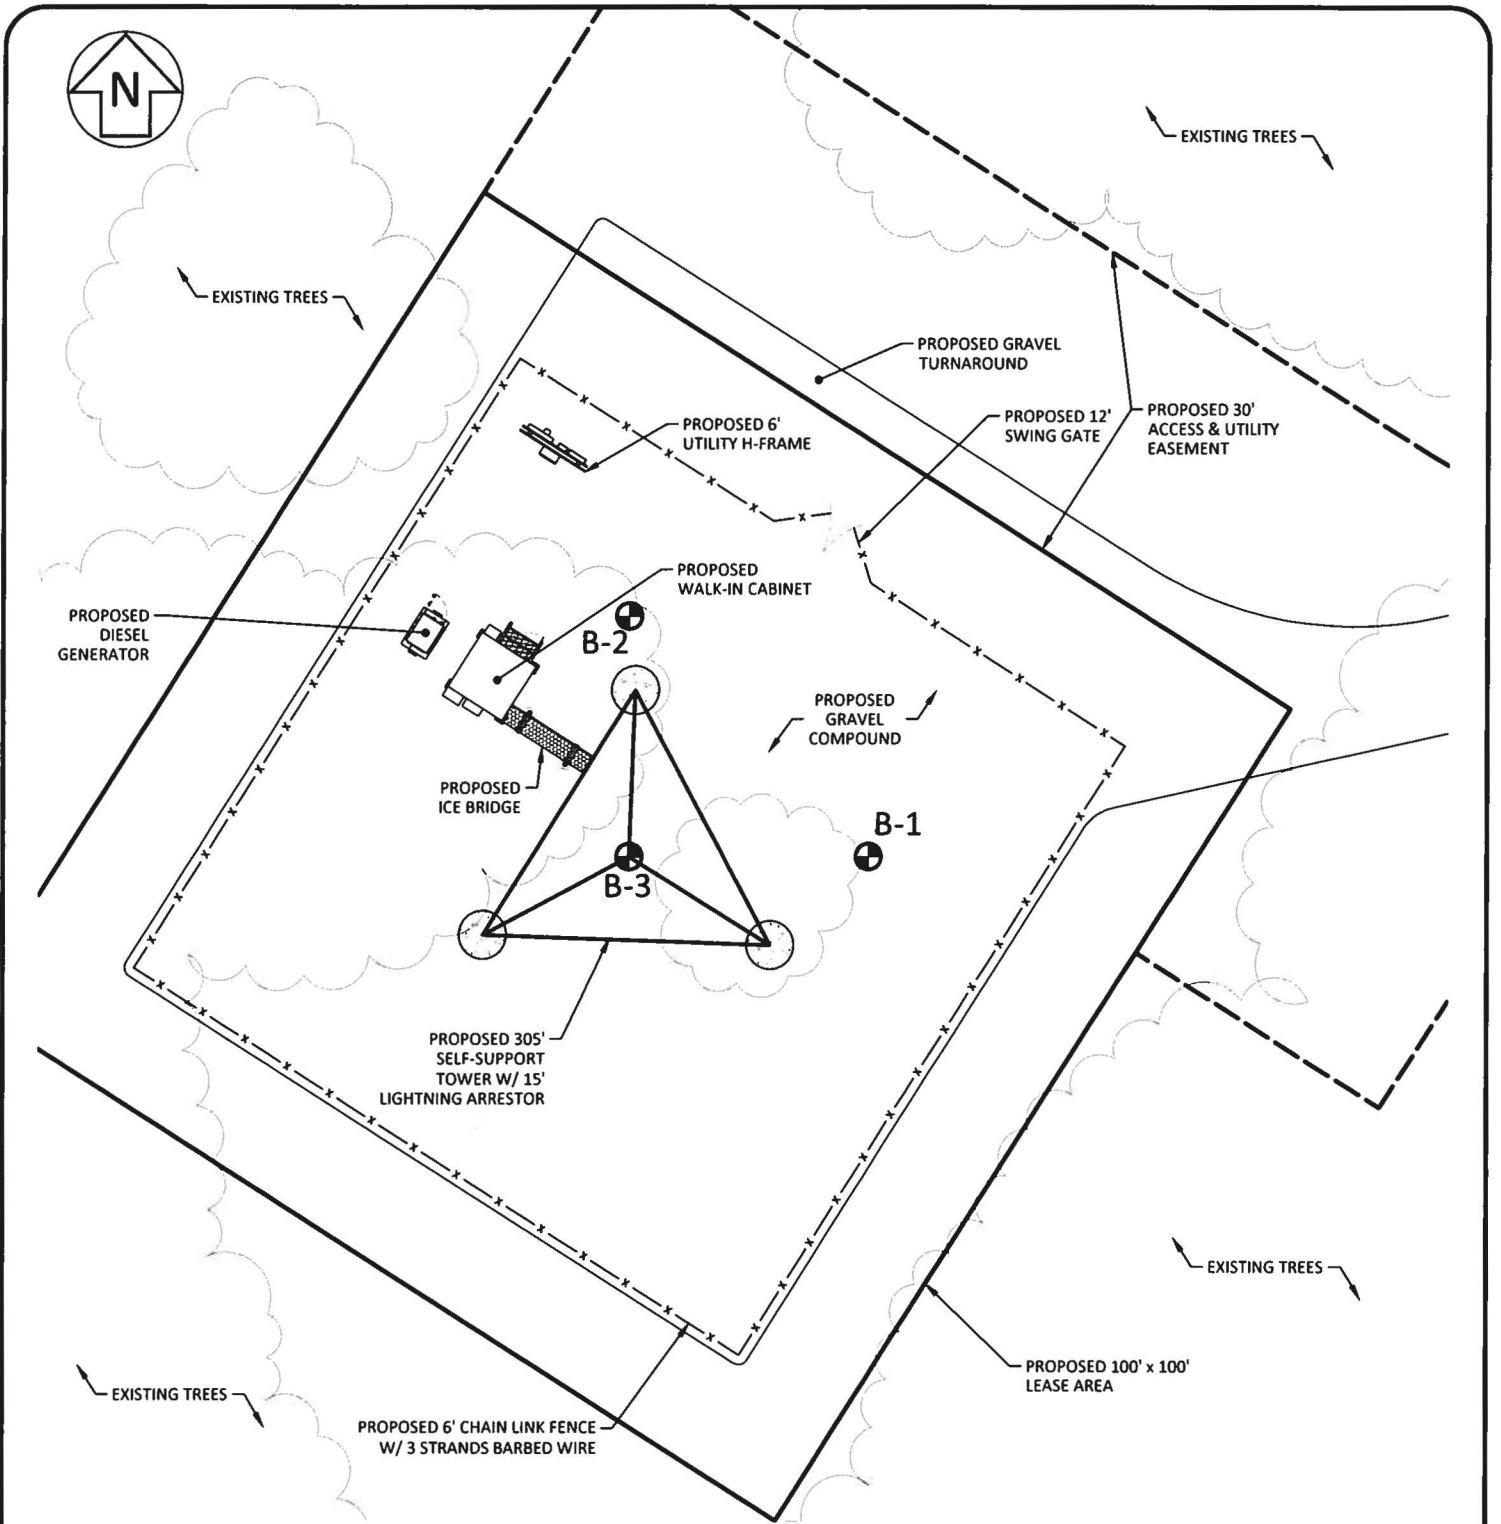 N
EXISTING TREES
EXISTING TREES
PROPOSED GRAVEL
TURNAROUND
PROPOSED 12'
SWING GATE
PROPOSED 30'
ACCESS & UTILITY
EASEMENT
PROPOSED 6'
UTILITY H-FRAME
PROPOSED
WALK-IN CABINET
PROPOSED
DIESEL
GENERATOR
B-2
PROPOSED
GRAVEL
COMPOUND
PROPOSED
ICE BRIDGE
B-1
B-3
PROPOSED 305'
SELF-SUPPORT
TOWER W/ 15'
LIGHTNING ARRESTOR
EXISTING TREES
PROPOSED 100' x 100'
LEASE AREA
EXISTING TREES
PROPOSED 6' CHAIN LINK FENCE
W/ 3 STRANDS BARBED WIRE